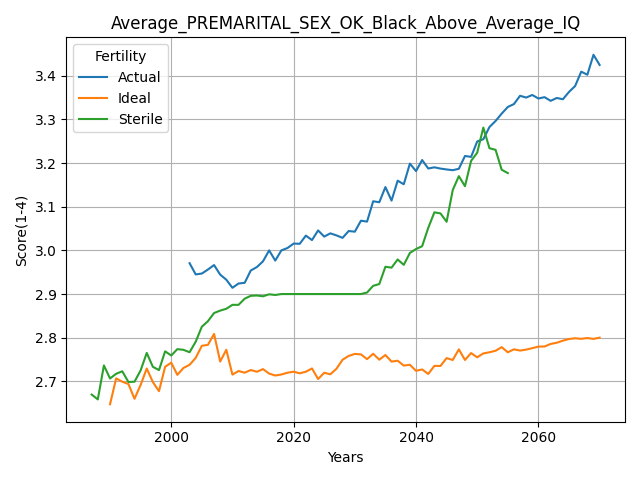 Average_PREMARITAL_SEX_OK_Black_Above_Average_IQ
Fertility
Actual
Ideal
Sterile
Score(1-4)
3.4
3.3
3.2
3.1
3.0
2.9
2.8
2.7
2000
2020
2040
2060
Years